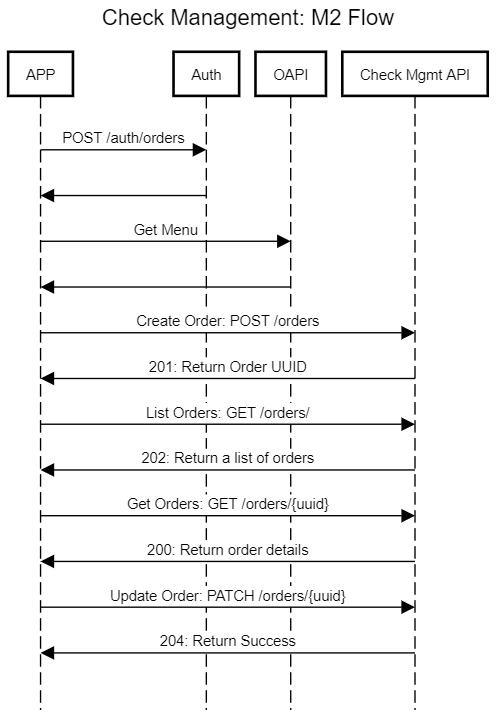 Check Management: M2 Flow
APP
Auth
OAPI
Check Mgmt API
POST /auth/orders
Get Menu
Create Order: POST /orders
201: Return Order UUID
List Orders: GET /orders/
202: Return a list of orders
Get Orders: GET /orders/{uuid}
200: Return order details
Update Order: PATCH /orders/{uuid}
204: Return Success